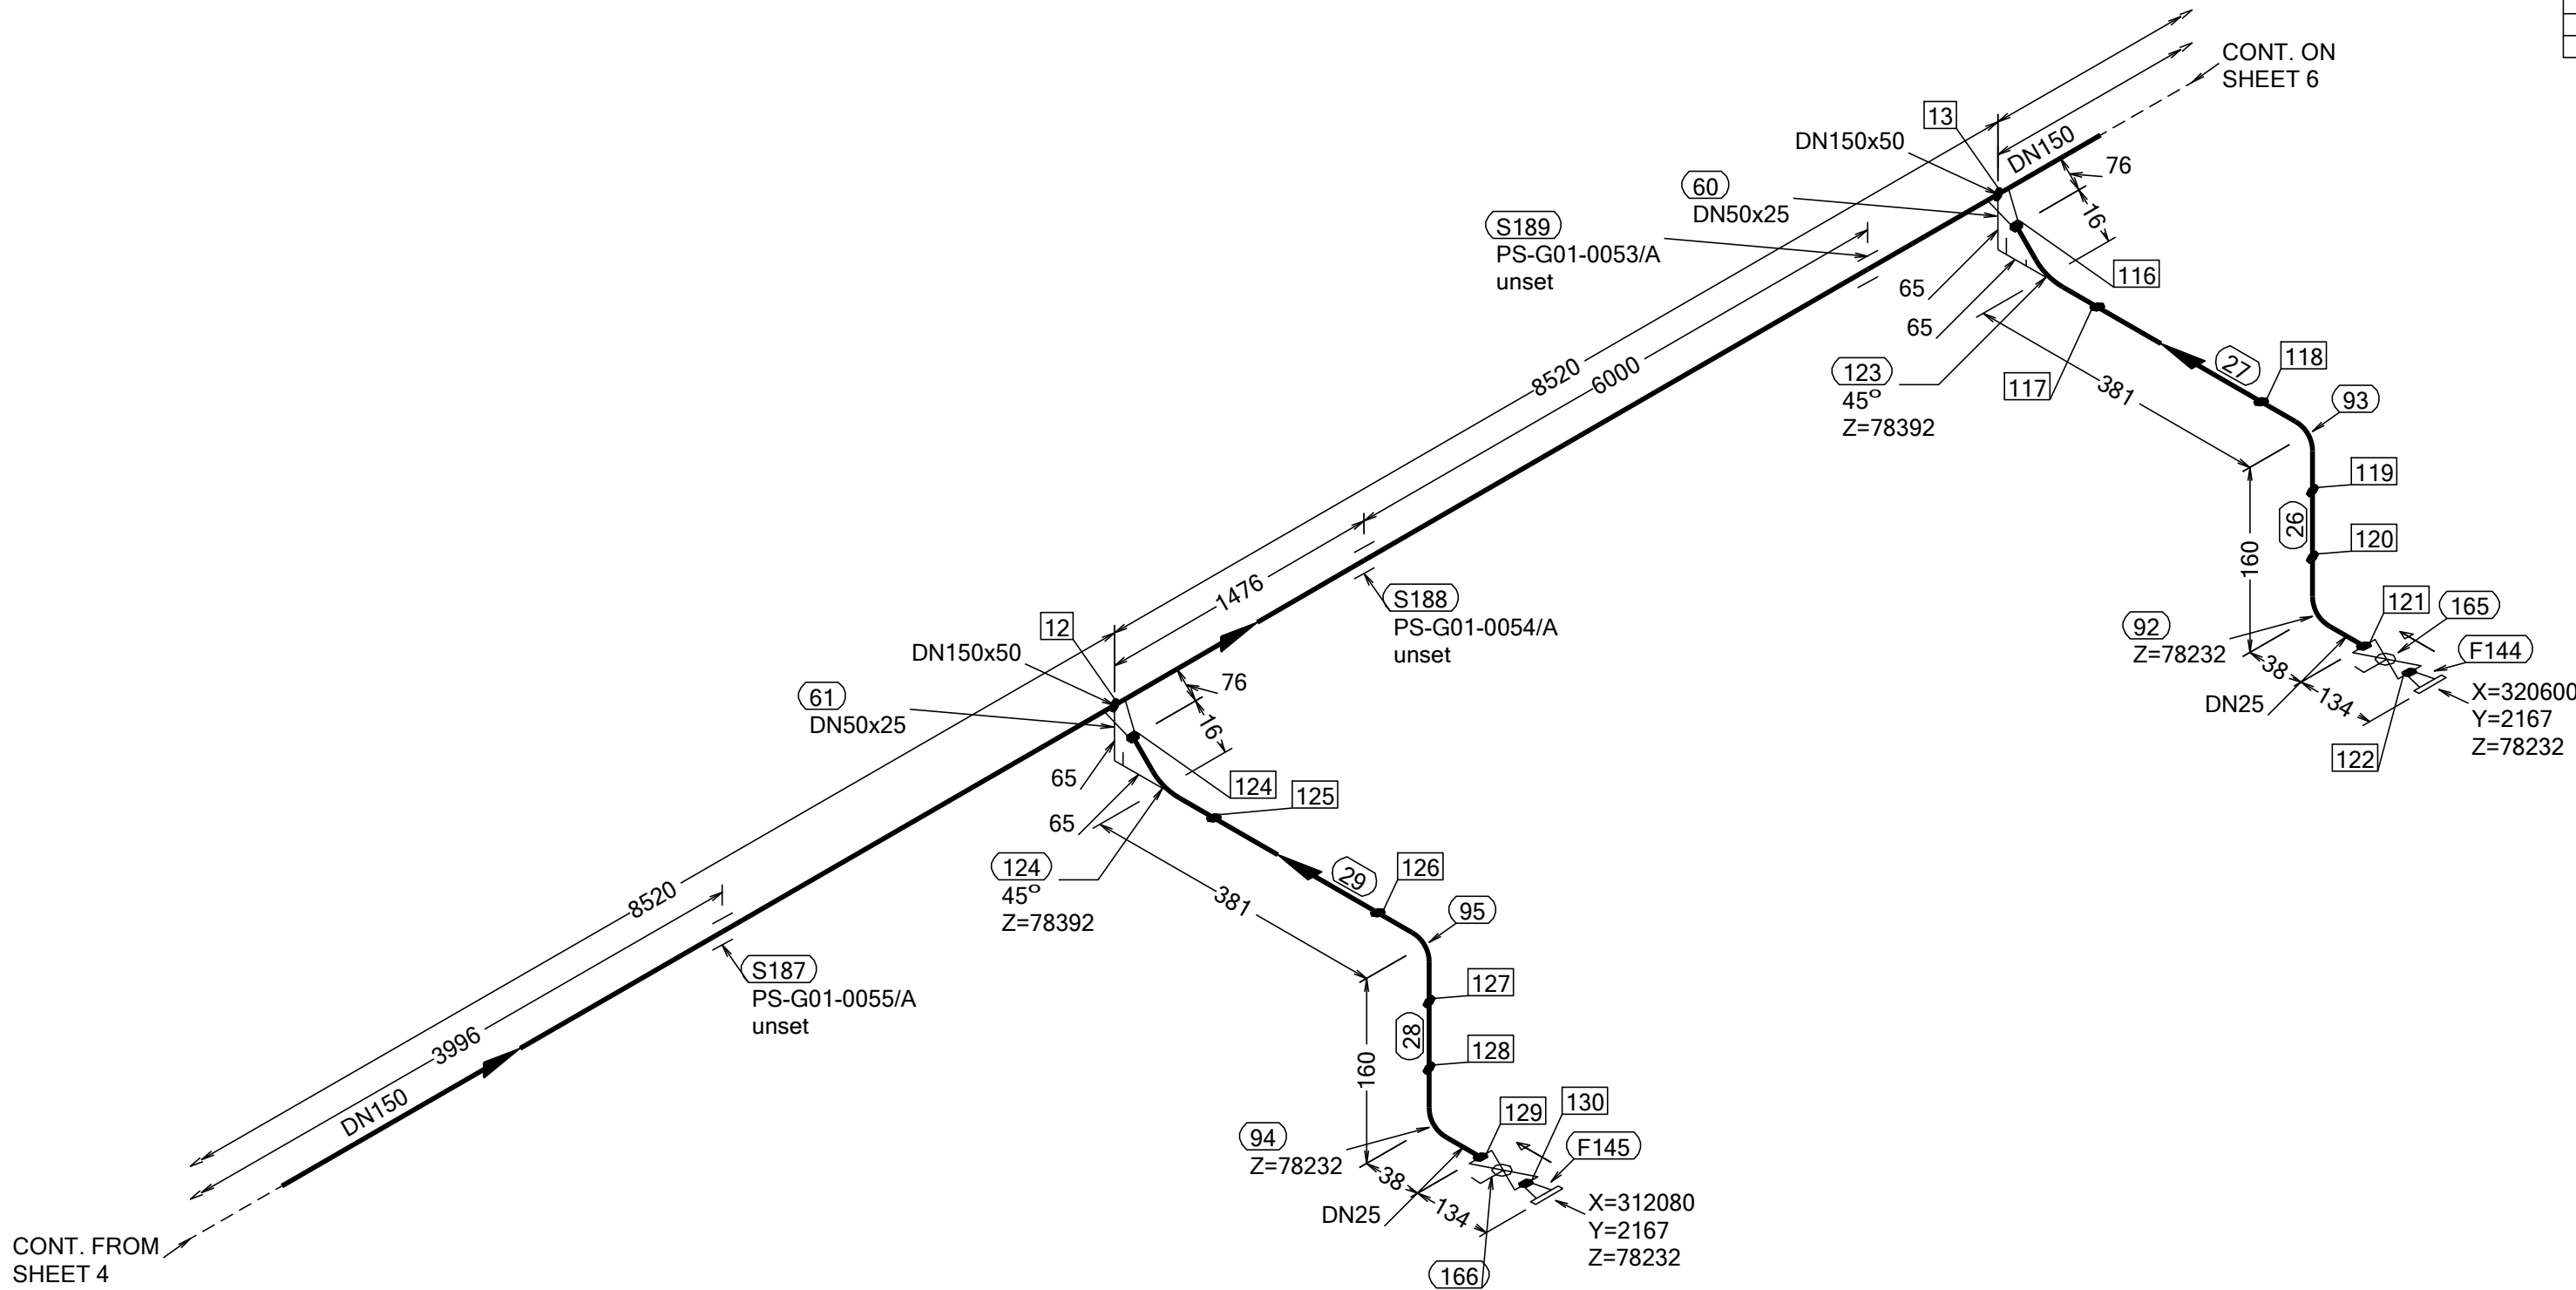 CONT. ON
SHEET 6
13
DN150x50
DN150
76
60
DN50x25
16
S189
PS-G01-0053/A
unset
116
65
65
8520
6000
123
45°
Z=78392
117
27
118
381
93
119
26
120
160
121
165
92
Z=78232
F144
38
DN25
134
X=320600
Y=2167
Z=78232
122
1476
S188
PS-G01-0054/A
unset
12
DN150x50
76
61
DN50x25
16
65
124
125
65
124
45°
Z=78392
29
126
381
95
8520
S187
PS-G01-0055/A
unset
127
28
128
160
3996
DN150
129
130
94
Z=78232
F145
38
DN25
134
X=312080
Y=2167
Z=78232
166
CONT. FROM
SHEET 4